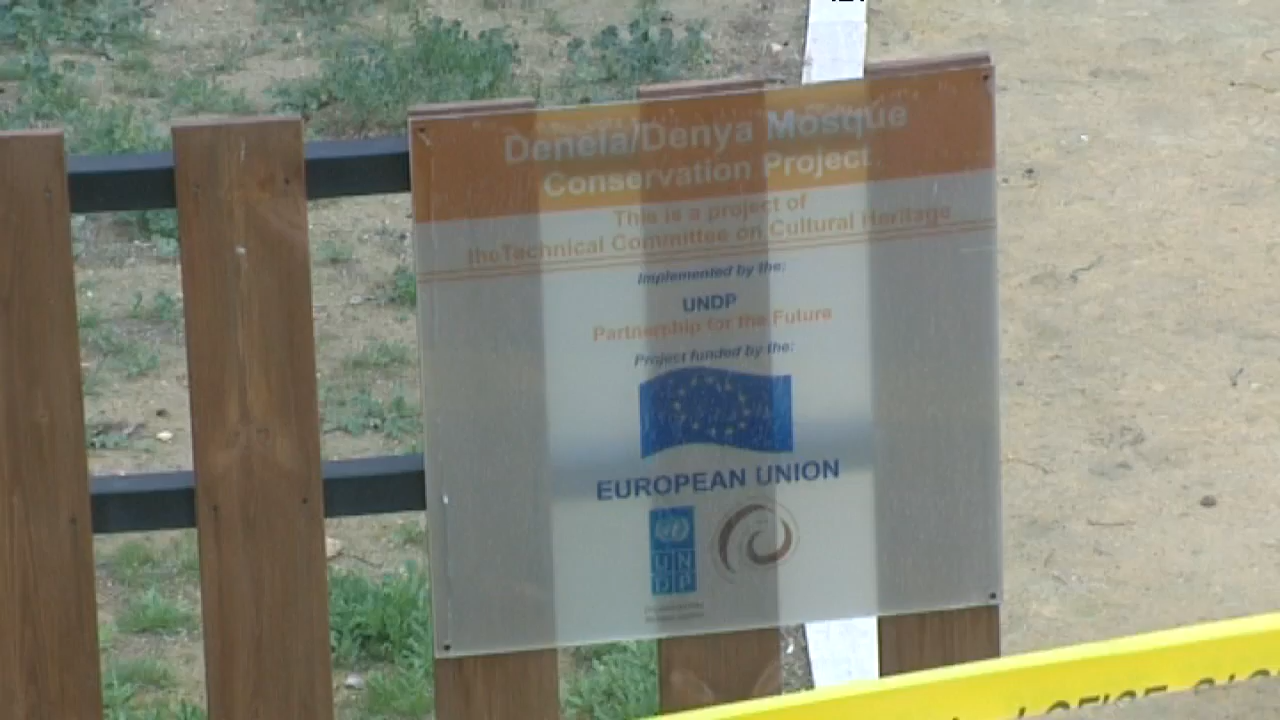 Deneia/Denya Mosque
Conservation Project
This is a project of
theTechnical Committee on Cultural Heritage
Implemented by the:
UNDP
Partnership for the Future
Project funded by the:
EUROPEAN UNION
UN
DP